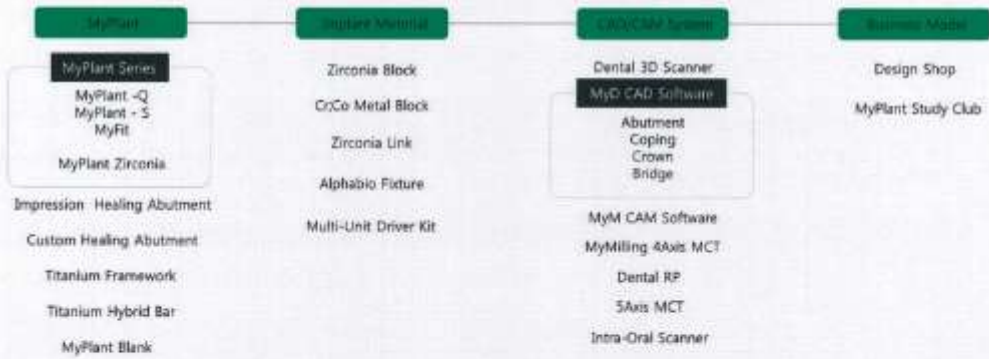 MyPlant
Implant Material
CAD/CAM System
Business Model
MyPlant Series
MyPlant -Q
MyPlant - S
MyFit
MyPlant Zirconia
Impression Healing Abutment
Custom Healing Abutment
Titanium Framework
Titanium Hybrid Bar
MyPlant Blank
Zirconia Block
Cr;Co Metal Block
Zirconia Link
Alphabio Fixture
Multi-Unit Driver Kit
Dental 3D Scanner
MyD CAD Software
Abutment
Coping
Crown
Bridge
MyM CAM Software
MyMilling 4Axis MCT
Dental RP
5Axis MCT
Intra-Oral Scanner
Design Shop
MyPlant Study Club